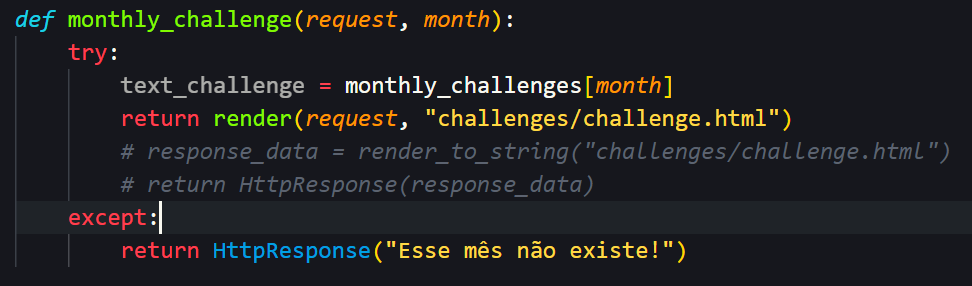 def monthly_challenge(request, month):
try:
text_challenge = monthly_challenges[month]
return render(request, "challenges/challenge.html")
# response_data = render_to_string("challenges/challenge.html")
# return HttpResponse(response_data)
except:
return HttpResponse("Esse mês não existe!")